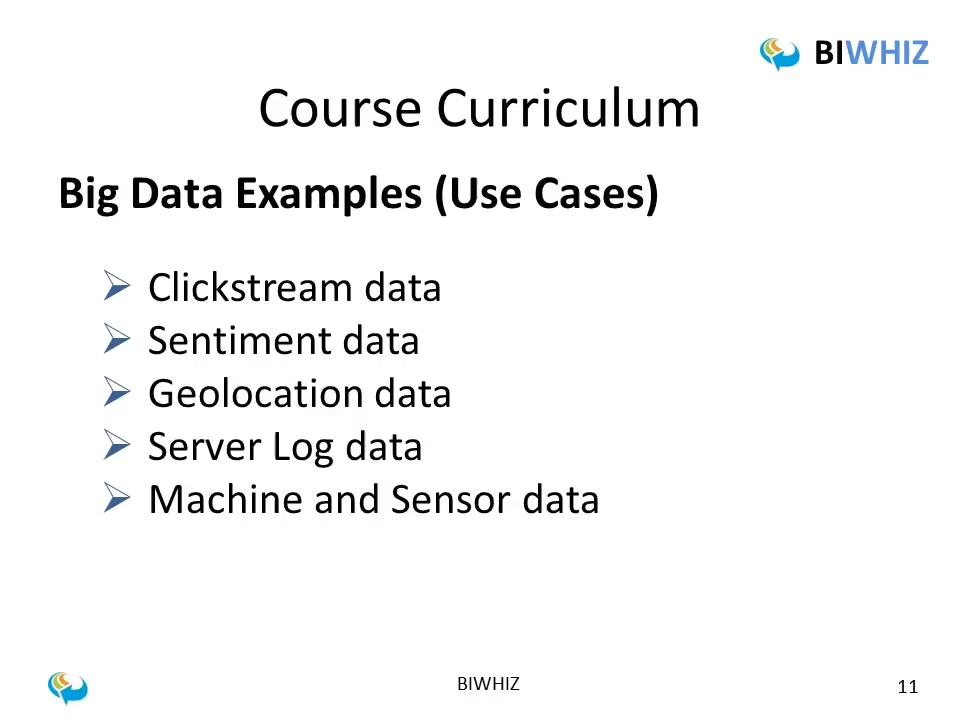 BIWHIZ
Course Curriculum
Big Data Examples (Use Cases)
Clickstream data
Sentiment data
Geolocation data
Server Log data
Machine and Sensor data
BIWHIZ
11